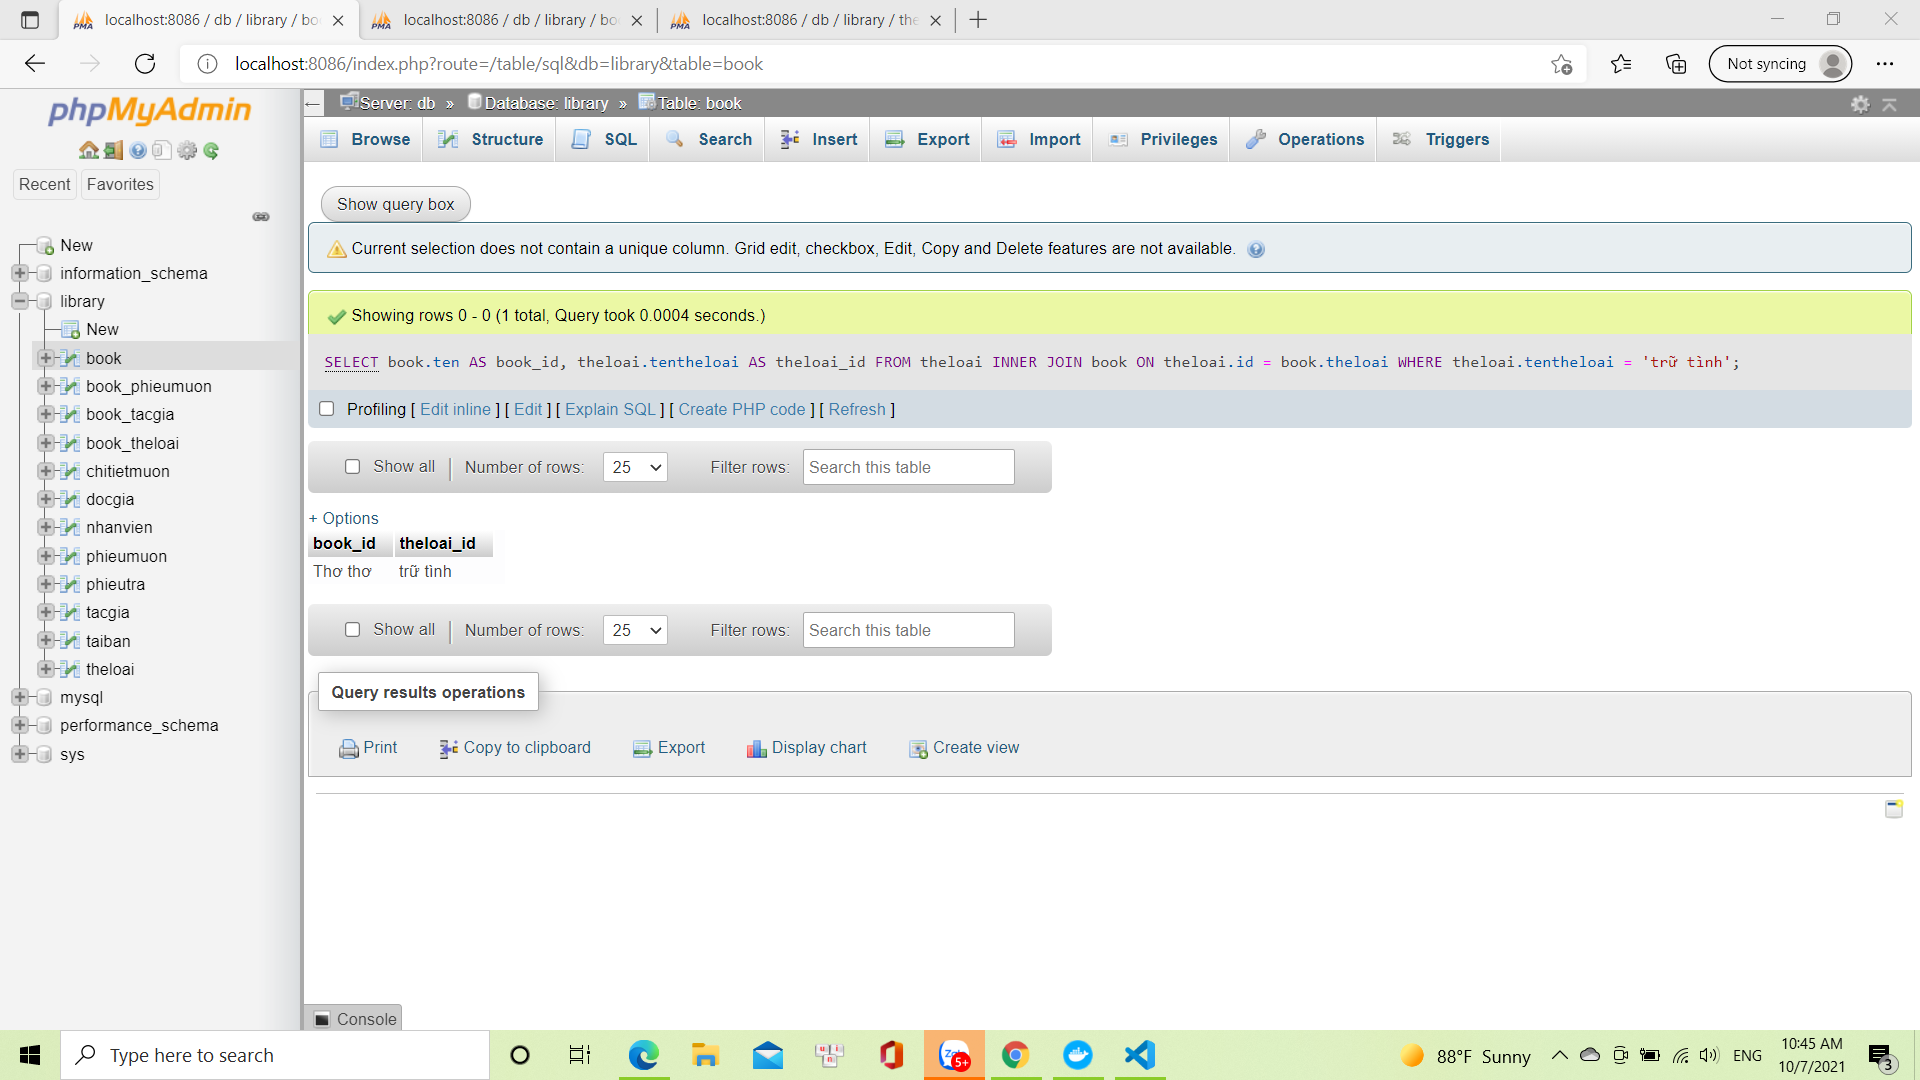 localhost:8086 / db / library / bo
localhost:8086 / db / library / bo
localhost:8086 / db / library / the
localhost:8086/index.php?route=/table/sql&db=library&table=book
Not syncing
phpMyAdmin
Recent
Favorites
New
information_schema
library
New
book
book_phieumuon
book_tacgia
book_theloai
chitietmuon
docgia
nhanvien
phieumuon
phieutra
tacgia
taiban
theloai
mysql
performance_schema
sys
Server: db » Database: library » Table: book
Browse Structure SQL Search Insert Export Import Privileges Operations Triggers
Show query box
Current selection does not contain a unique column. Grid edit, checkbox, Edit, Copy and Delete features are not available.
Showing rows 0 - 0 (1 total, Query took 0.0004 seconds.)
SELECT book.ten AS book_id, theloai.tentheloai AS theloai_id FROM theloai INNER JOIN book ON theloai.id = book.theloai WHERE theloai.tentheloai = 'trữ tình';
Profiling [ Edit inline ] [ Edit ] [ Explain SQL ] [ Create PHP code ] [ Refresh ]
Show all | Number of rows: 25 Filter rows: Search this table
+ Options
book_id theloai_id
Thơ thơ trữ tình
Show all | Number of rows: 25 Filter rows: Search this table
Query results operations
Print Copy to clipboard Export Display chart Create view
Console
Type here to search
5+
88°F Sunny
ENG
10:45 AM
10/7/2021
3